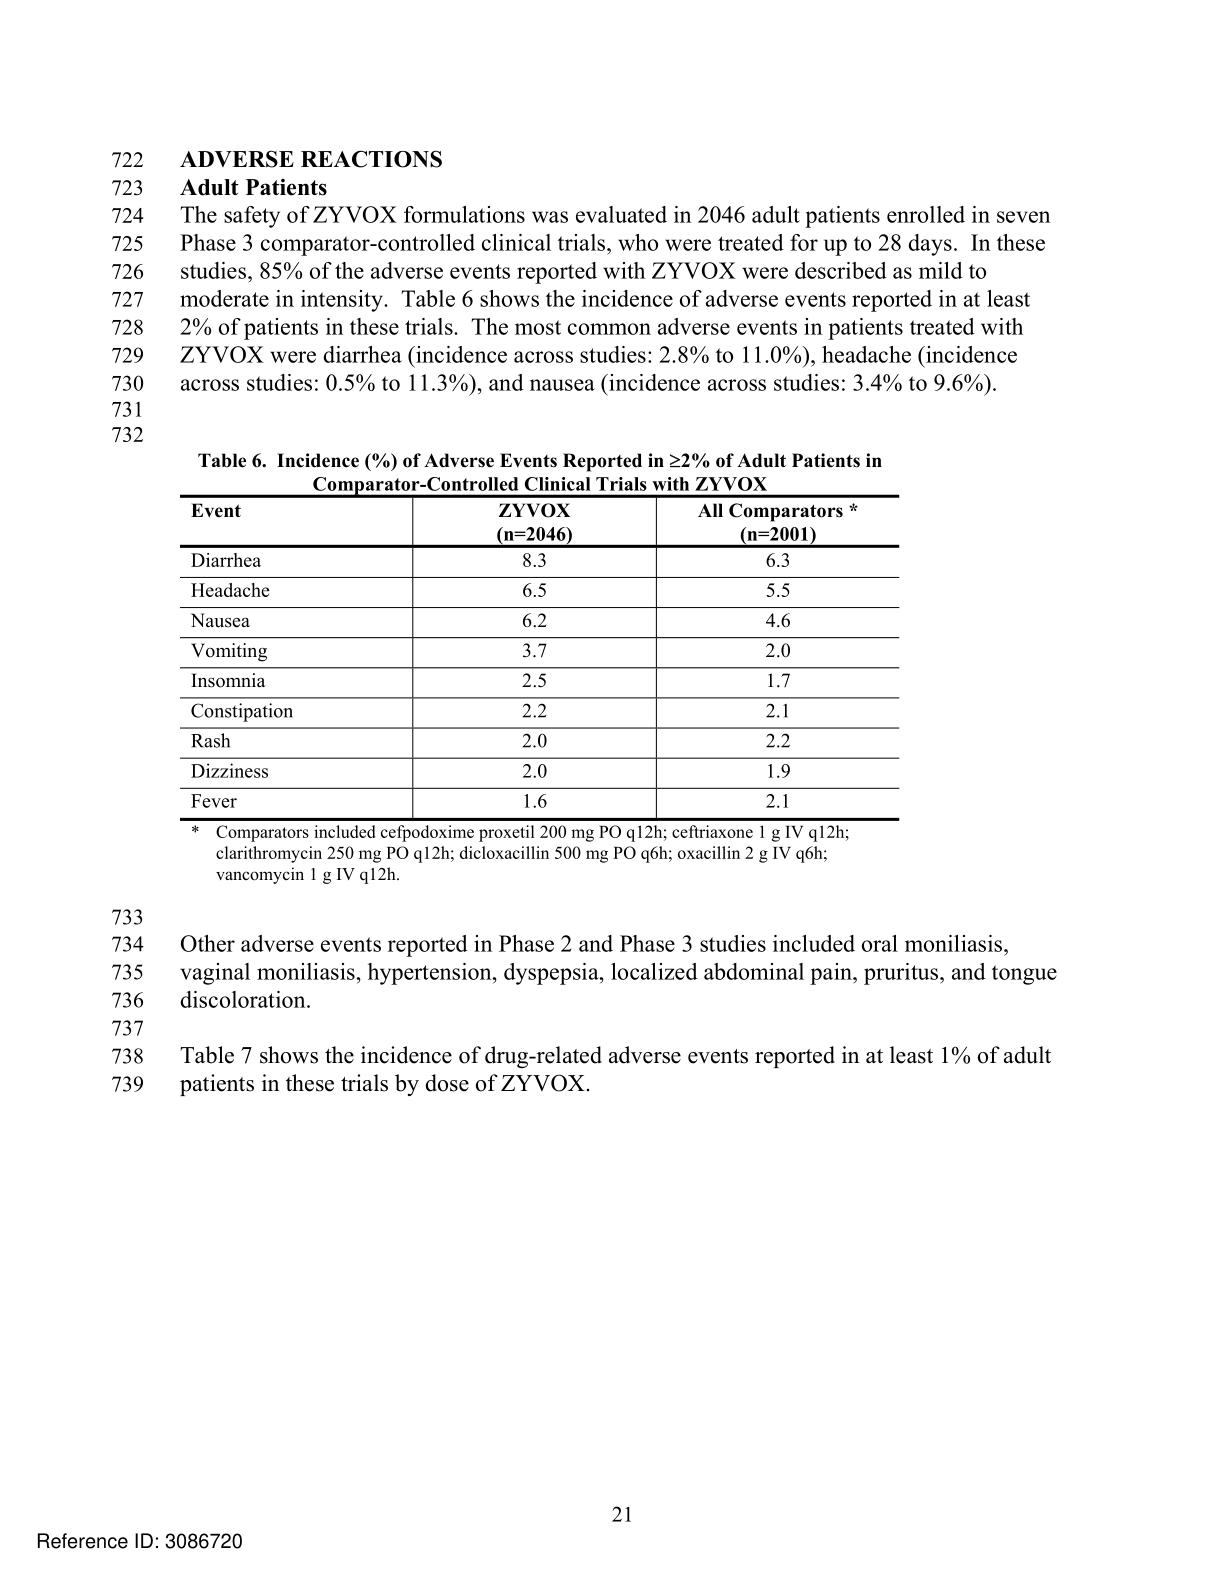 722 ADVERSE REACTIONS
723 Adult Patients
724 The safety of ZYVOX formulations was evaluated in 2046 adult patients enrolled in seven
725 Phase 3 comparator-controlled clinical trials, who were treated for up to 28 days.  In these
726 studies, 85% of the adverse events reported with ZYVOX were described as mild to
727 moderate in intensity.  Table 6 shows the incidence of adverse events reported in at least
728 2% of patients in these trials.  The most common adverse events in patients treated with
729 ZYVOX were diarrhea (incidence across studies: 2.8% to 11.0%), headache (incidence
730 across studies: 0.5% to 11.3%), and nausea (incidence across studies: 3.4% to 9.6%).
731
732
Table 6.  Incidence (%) of Adverse Events Reported in ≥2% of Adult Patients in
Comparator-Controlled Clinical Trials with ZYVOX
Event ZYVOX All Comparators *
(n=2046) (n=2001)
Diarrhea 8.3 6.3
Headache 6.5 5.5
Nausea 6.2 4.6
Vomiting 3.7 2.0
Insomnia 2.5 1.7
Constipation 2.2 2.1
Rash 2.0 2.2
Dizziness 2.0 1.9
Fever 1.6 2.1
* Comparators included cefpodoxime proxetil 200 mg PO q12h; ceftriaxone 1 g IV q12h;
clarithromycin 250 mg PO q12h; dicloxacillin 500 mg PO q6h; oxacillin 2 g IV q6h;
vancomycin 1 g IV q12h.
733
734 Other adverse events reported in Phase 2 and Phase 3 studies included oral moniliasis,
735 vaginal moniliasis, hypertension, dyspepsia, localized abdominal pain, pruritus, and tongue
736 discoloration.
737
738 Table 7 shows the incidence of drug-related adverse events reported in at least 1% of adult
739 patients in these trials by dose of ZYVOX.
21
Reference ID: 3086720